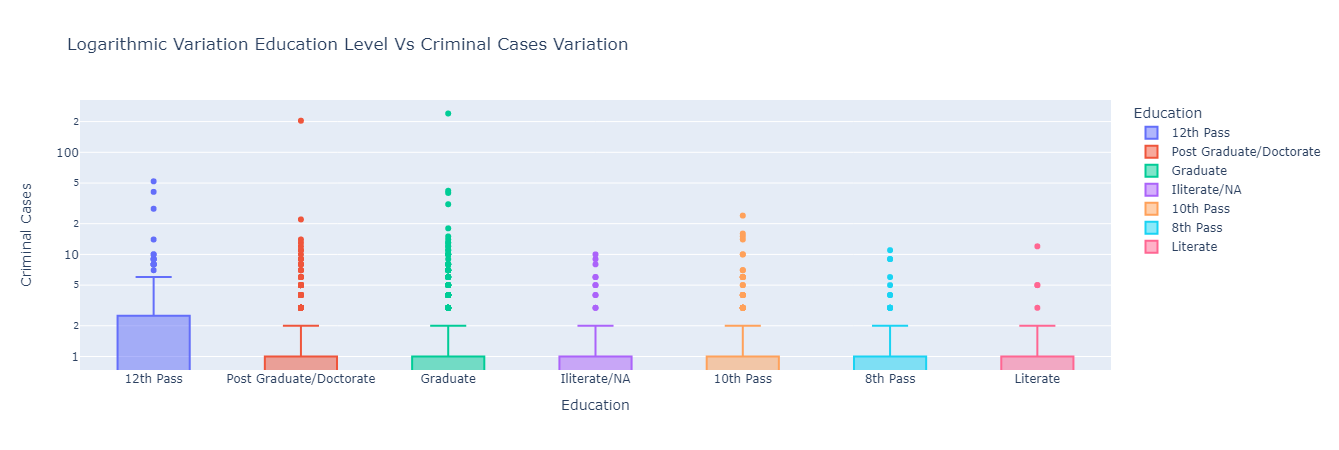 Logarithmic Variation Education Level Vs Criminal Cases Variation
Education
12th Pass
Post Graduate/Doctorate
Graduate
Iliterate/NA
10th Pass
8th Pass
Literate
Criminal Cases
2
100
5
2
10
5
2
1
12th Pass
Post Graduate/Doctorate
Graduate
Iliterate/NA
10th Pass
8th Pass
Literate
Education